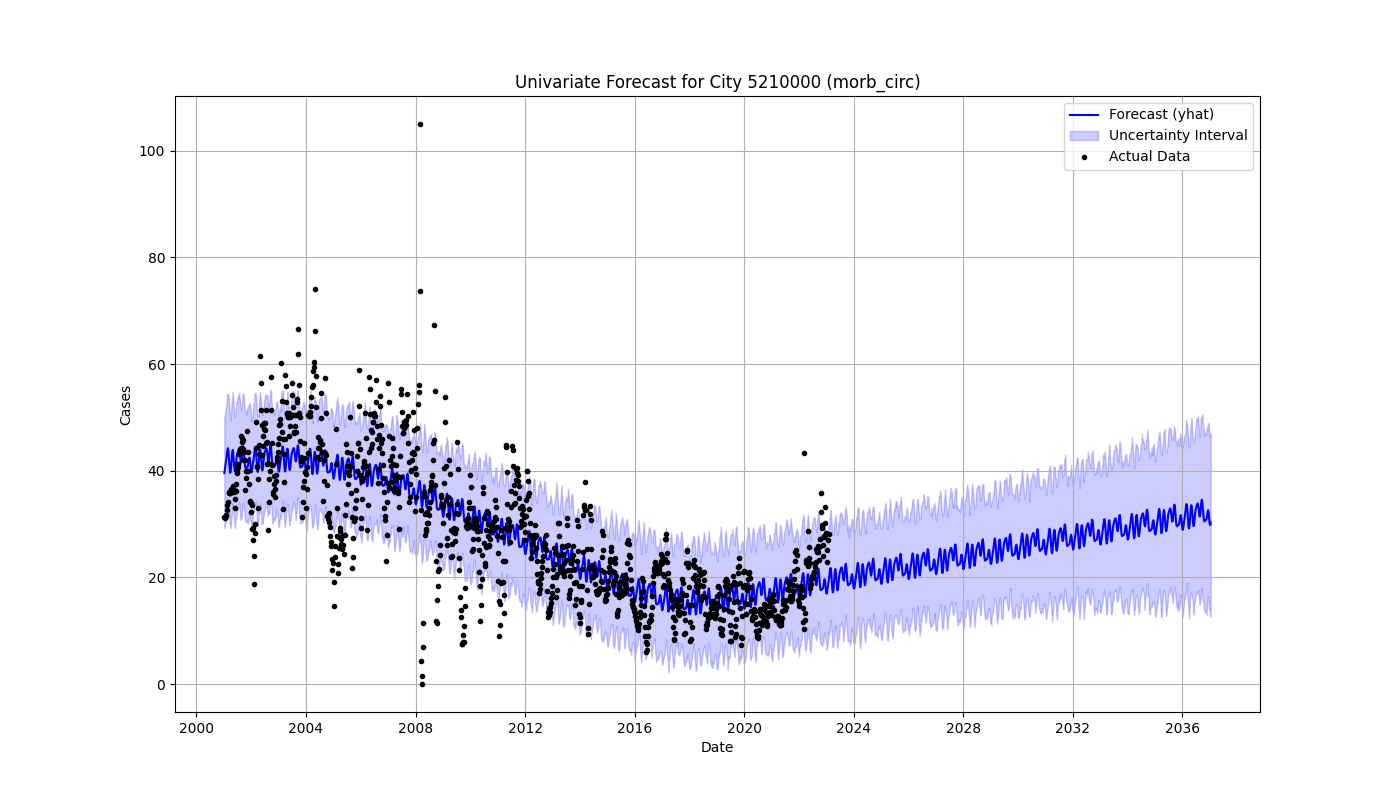 Univariate Forecast for City 5210000 (morb_circ)
Forecast (yhat)
Uncertainty Interval
Actual Data
100
80
60
40
20
0
Cases
2000 2004 2008 2012 2016 2020 2024 2028 2032 2036
Date